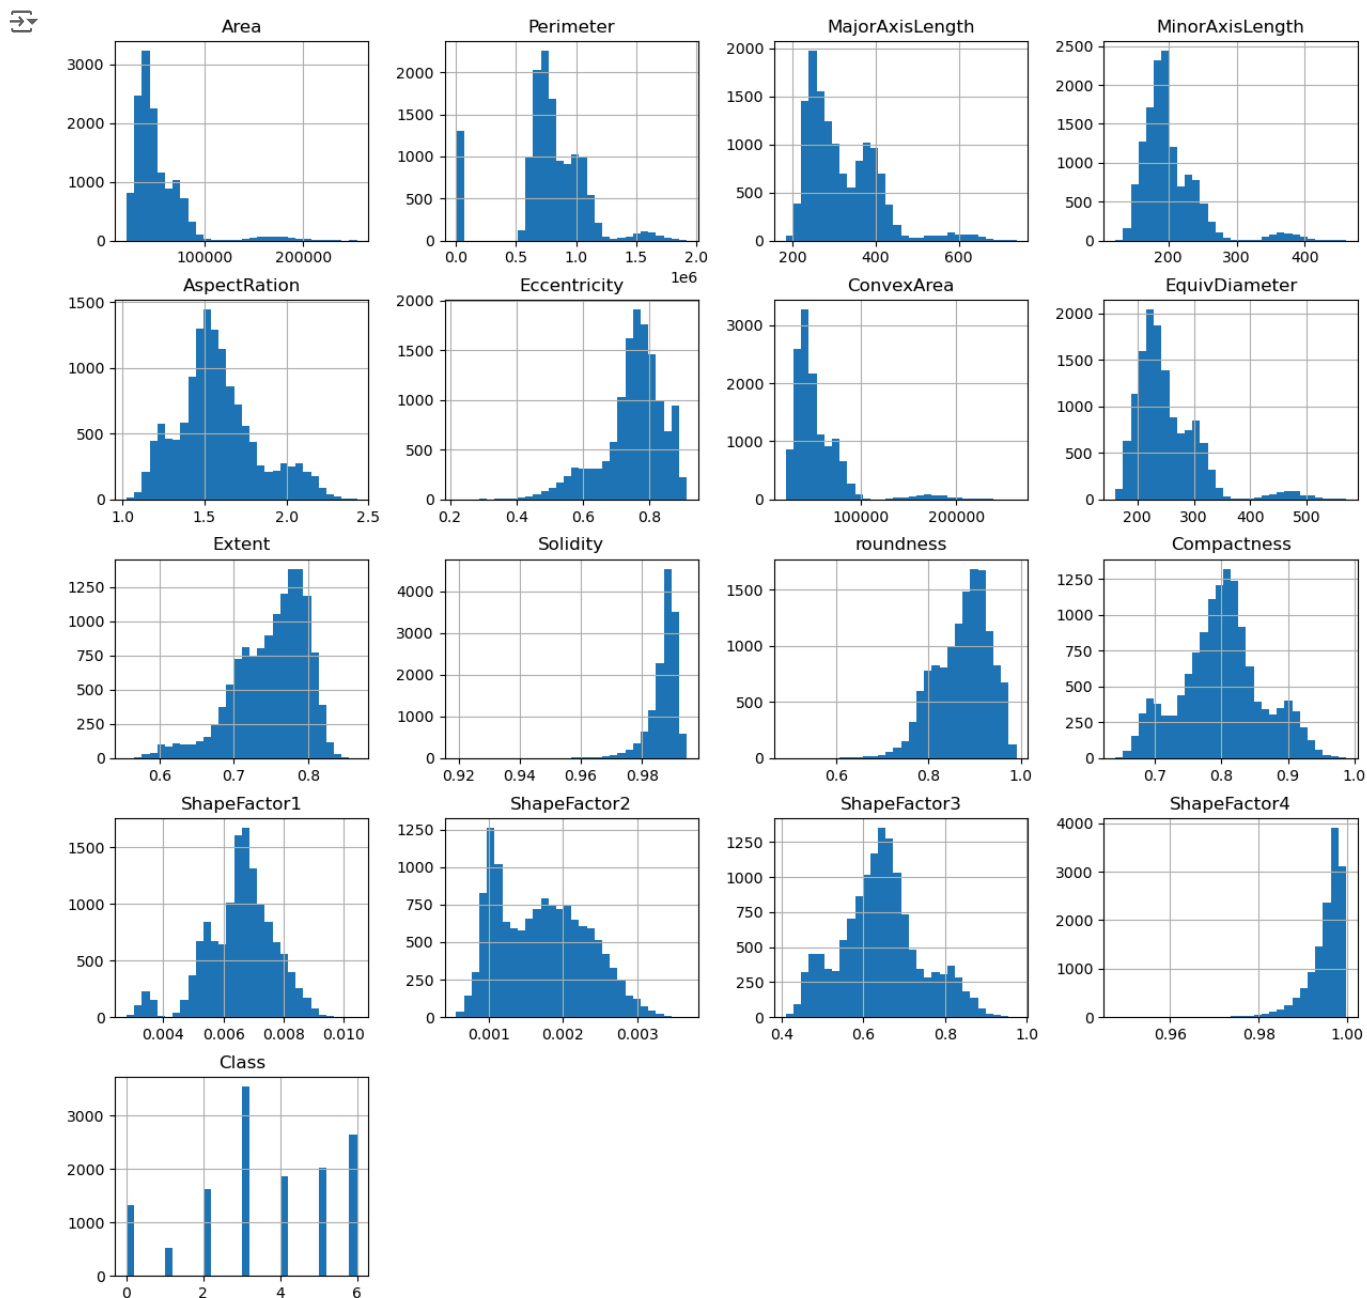 Area
3000
2000
1000
0
100000 200000
Perimeter
2000
1500
1000
500
0
0.0 0.5 1.0 1.5 2.0
1e6
MajorAxisLength
2000
1500
1000
500
0
200 400 600
MinorAxisLength
2500
2000
1500
1000
500
0
200 300 400
AspectRation
1500
1000
500
0
1.0 1.5 2.0 2.5
Eccentricity
2000
1500
1000
500
0
0.2 0.4 0.6 0.8
ConvexArea
3000
2000
1000
0
100000 200000
EquivDiameter
2000
1500
1000
500
0
200 300 400 500
Extent
1250
1000
750
500
250
0
0.6 0.7 0.8
Solidity
4000
3000
2000
1000
0
0.92 0.94 0.96 0.98
roundness
1500
1000
500
0
0.6 0.8 1.0
Compactness
1250
1000
750
500
250
0
0.7 0.8 0.9 1.0
ShapeFactor1
1500
1000
500
0
0.004 0.006 0.008 0.010
ShapeFactor2
1250
1000
750
500
250
0
0.001 0.002 0.003
ShapeFactor3
1250
1000
750
500
250
0
0.4 0.6 0.8 1.0
ShapeFactor4
4000
3000
2000
1000
0
0.96 0.98 1.00
Class
3000
2000
1000
0
0 2 4 6